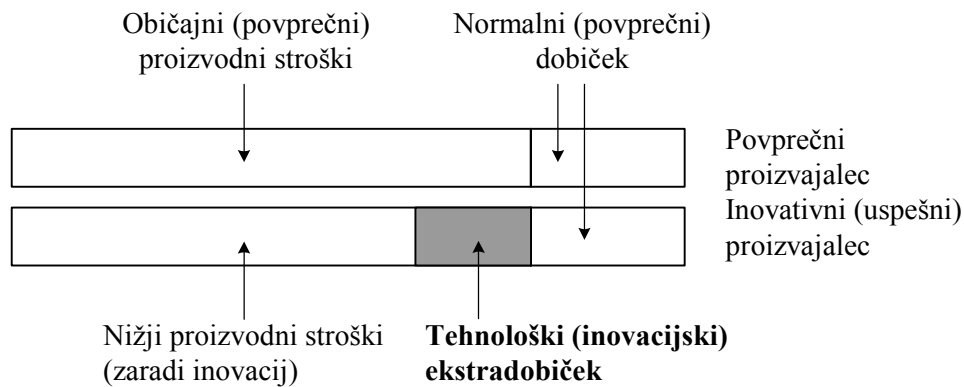 Običajni (povprečni)
proizvodni stroški
Normalni (povprečni)
dobiček
Povprečni
proizvajalec
Inovativni (uspešni)
proizvajalec
Nižji proizvodni stroški
(zaradi inovacij)
Tehnološki (inovacijski)
ekstradobiček